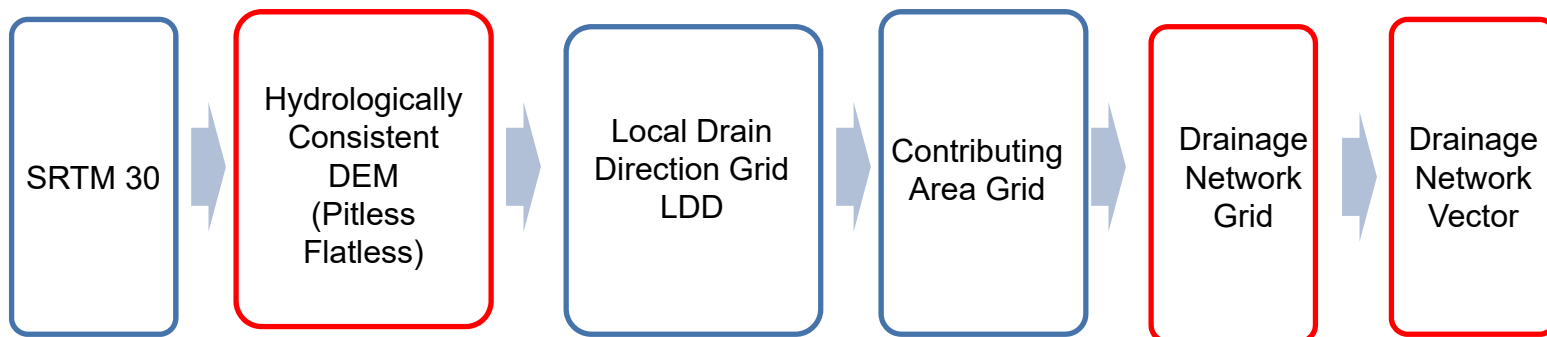 SRTM 30
Hydrologically
Consistent
DEM
(Pitless
Flatless)
Local Drain
Direction Grid
LDD
Contributing
Area Grid
Drainage
Network
Grid
Drainage
Network
Vector